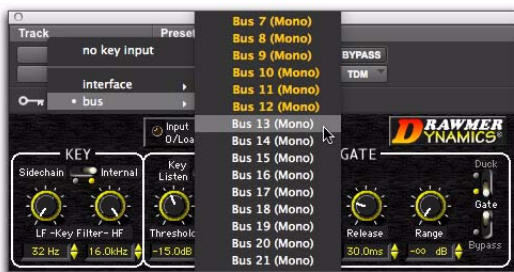 Track
Preset
no key input
interface
bus
Bus 7 (Mono)
Bus 8 (Mono)
Bus 9 (Mono)
Bus 10 (Mono)
Bus 11 (Mono)
Bus 12 (Mono)
Bus 13 (Mono)
Bus 14 (Mono)
Bus 15 (Mono)
Bus 16 (Mono)
Bus 17 (Mono)
Bus 18 (Mono)
Bus 19 (Mono)
Bus 20 (Mono)
Bus 21 (Mono)
BYPASS
TDM
Input
0/Loa
DRAWMER
DYNAMICS®
KEY
Sidechain
Internal
LF -Key Filter- HF
32 Hz
16.0kHz
Key
Listen
Threshold
-15.0dB
GATE
Release
30.0ms
Range
-∞ dB
Duck
Gate
Bypass